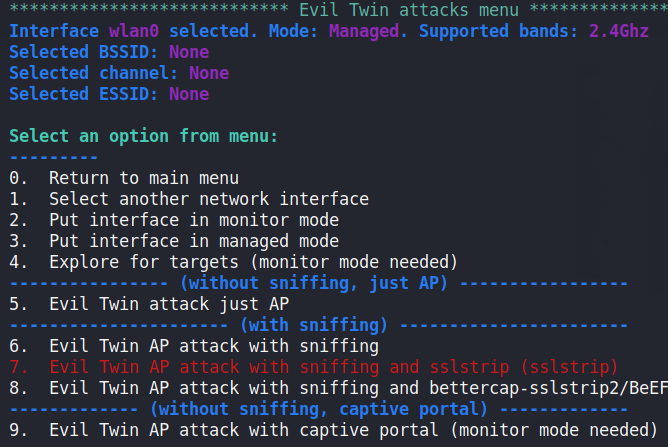 **************************** Evil Twin attacks menu **************
Interface wlan0 selected. Mode: Managed. Supported bands: 2.4Ghz
Selected BSSID: None
Selected channel: None
Selected ESSID: None
Select an option from menu:
---------
0.  Return to main menu
1.  Select another network interface
2.  Put interface in monitor mode
3.  Put interface in managed mode
4.  Explore for targets (monitor mode needed)
---------------- (without sniffing, just AP) -----------------
5.  Evil Twin attack just AP
---------------------- (with sniffing) -----------------------
6.  Evil Twin AP attack with sniffing
7.  Evil Twin AP attack with sniffing and sslstrip (sslstrip)
8.  Evil Twin AP attack with sniffing and bettercap-sslstrip2/BeEF
------------- (without sniffing, captive portal) -------------
9.  Evil Twin AP attack with captive portal (monitor mode needed)